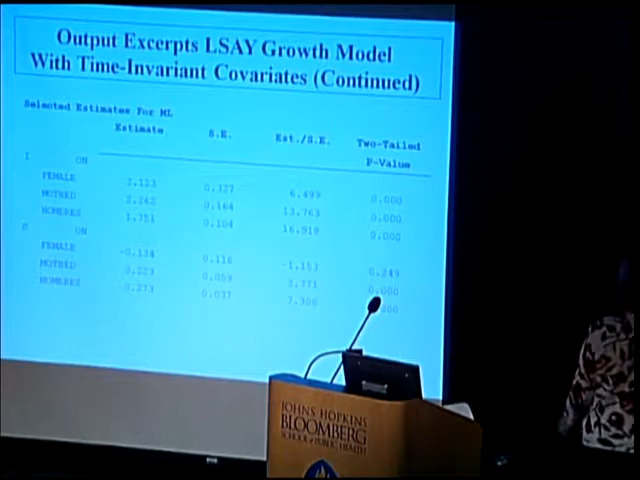 Output Excerpts LSAY Growth Model
With Time-Invariant Covariates (Continued)
Selected Estimates For ML
Estimate S.E. Est./S.E. Two-Tailed
P-Value
I ON
FEMALE 2.123 0.327 6.499 0.000
MOTHED 2.262 0.164 13.763 0.000
HOMERES 1.751 0.104 16.918 0.000
S ON
FEMALE -0.134 0.116 -1.153 0.249
MOTHED 0.223 0.059 3.771 0.000
HOMERES 0.273 0.037 7.308
JOHNS HOPKINS
BLOOMBERG
SCHOOL of PUBLIC HEALTH